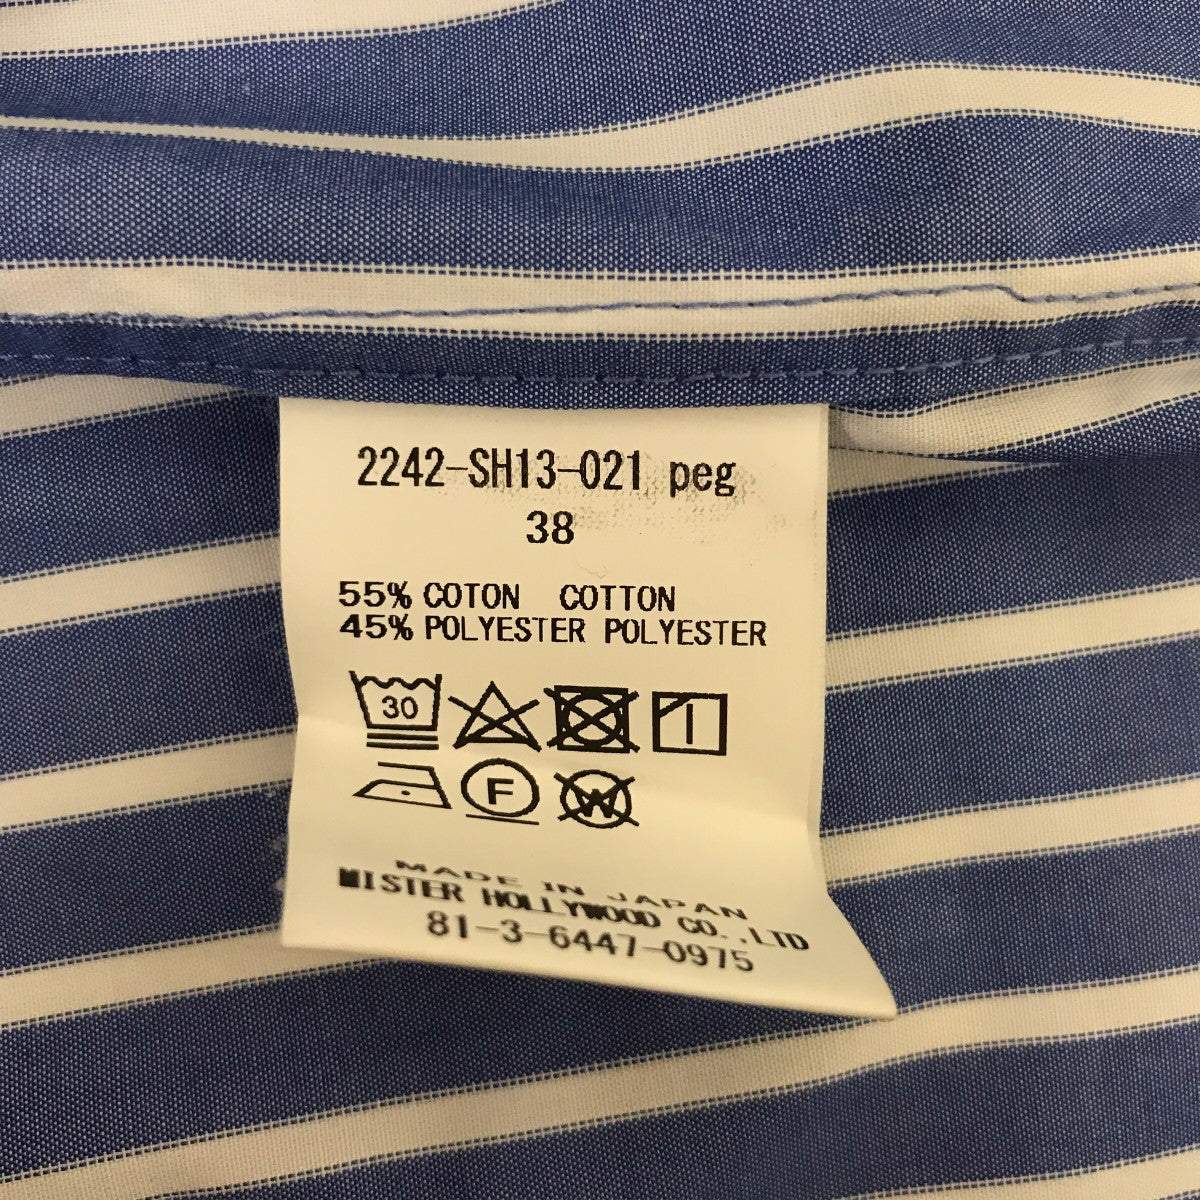 2242-SH13-021 peg
38
55% COTON COTTON
45% POLYESTER POLYESTER
30
F
W
MADE IN JAPAN
MISTER HOLLYWOOD CO.,LTD
81-3-6447-0975